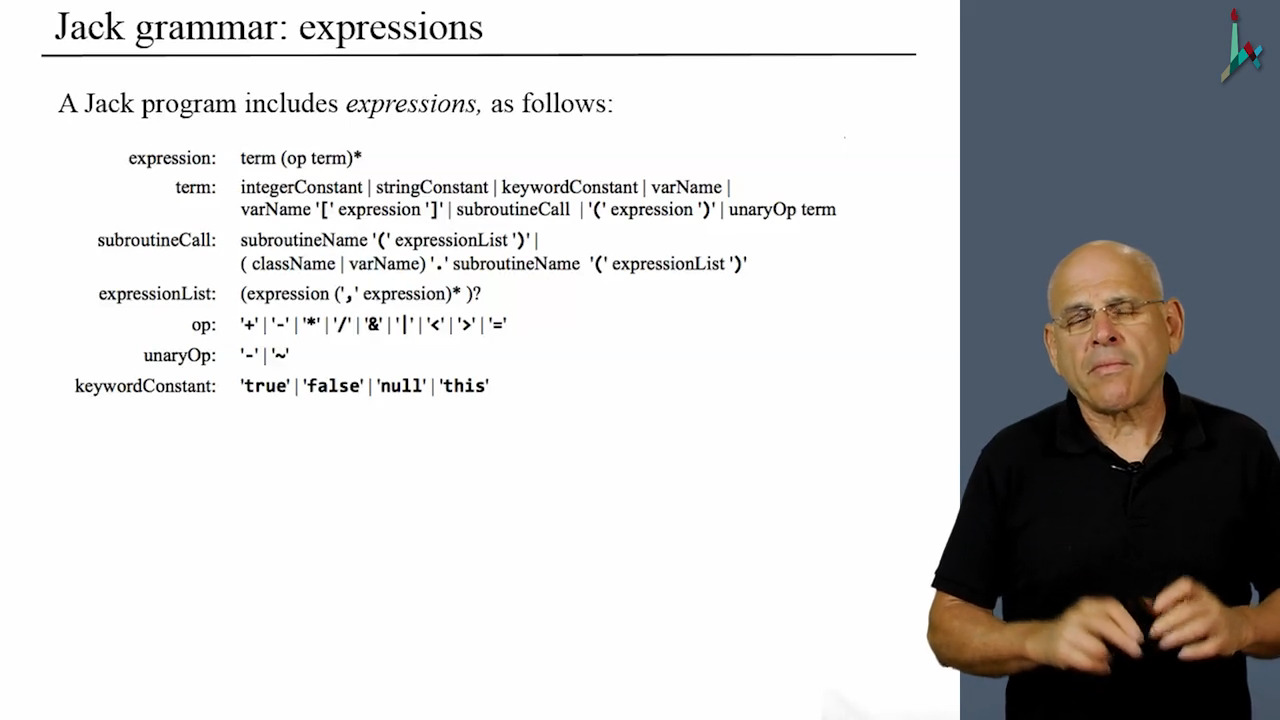 Jack grammar: expressions
A Jack program includes expressions, as follows:
expression: term (op term)*
term: integerConstant | stringConstant | keywordConstant | varName |
varName '[' expression ']' | subroutineCall | '(' expression ')' | unaryOp term
subroutineCall: subroutineName '(' expressionList ')' |
( className | varName) '.' subroutineName '(' expressionList ')'
expressionList: (expression (',' expression)* )?
op: '+' | '-' | '*' | '/' | '&' | '|' | '<' | '>' | '='
unaryOp: '-' | '~'
keywordConstant: 'true' | 'false' | 'null' | 'this'